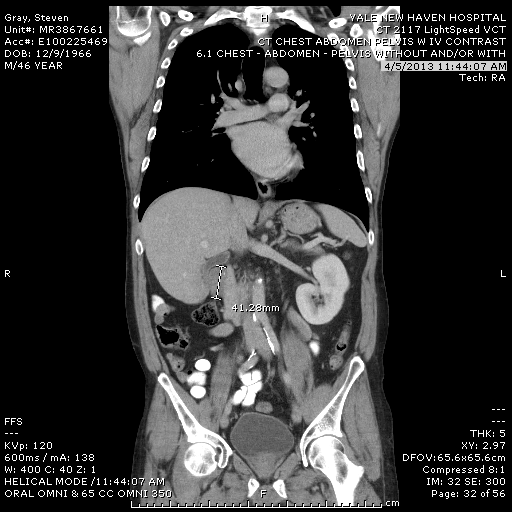 Gray, Steven
Unit#: MR3867661
Acc#: E100225469
DOB: 12/9/1966
M/46 YEAR
H
YALE NEW HAVEN HOSPITAL
CT 2117 LightSpeed VCT
CT CHEST ABDOMEN PELVIS W IV CONTRAST
6.1 CHEST - ABDOMEN - PELVIS WITHOUT AND/OR WITH
4/5/2013 11:44:07 AM
Tech: RA
R
L
41.28mm
FFS
---
KVp: 120
600ms / mA: 138
W: 400 C: 40 Z: 1
HELICAL MODE /11:44:07 AM
ORAL OMNI & 65 CC OMNI 350
F
cm
---
---
THK: 5
XY: 2.97
DFOV:65.6x65.6cm
Compressed 8:1
IM: 32 SE: 300
Page: 32 of 56